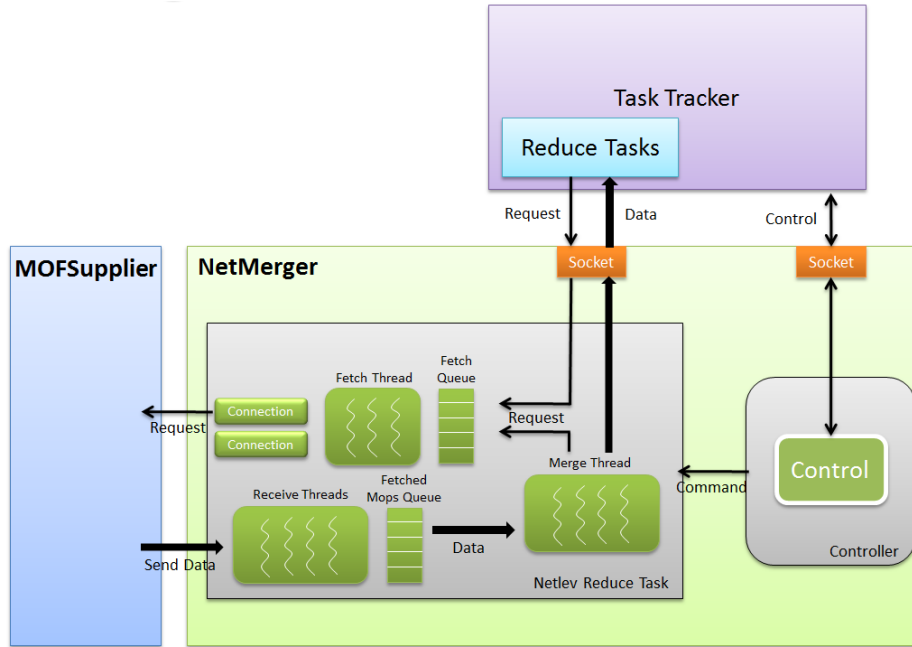 Task Tracker
Reduce Tasks
Request
Data
Control
MOFSupplier
NetMerger
Socket
Socket
Fetch Thread
Fetch
Queue
Connection
Request
Request
Connection
Merge Thread
Control
Receive Threads
Fetched
Mops Queue
Command
Data
Send Data
Controller
Netlev Reduce Task